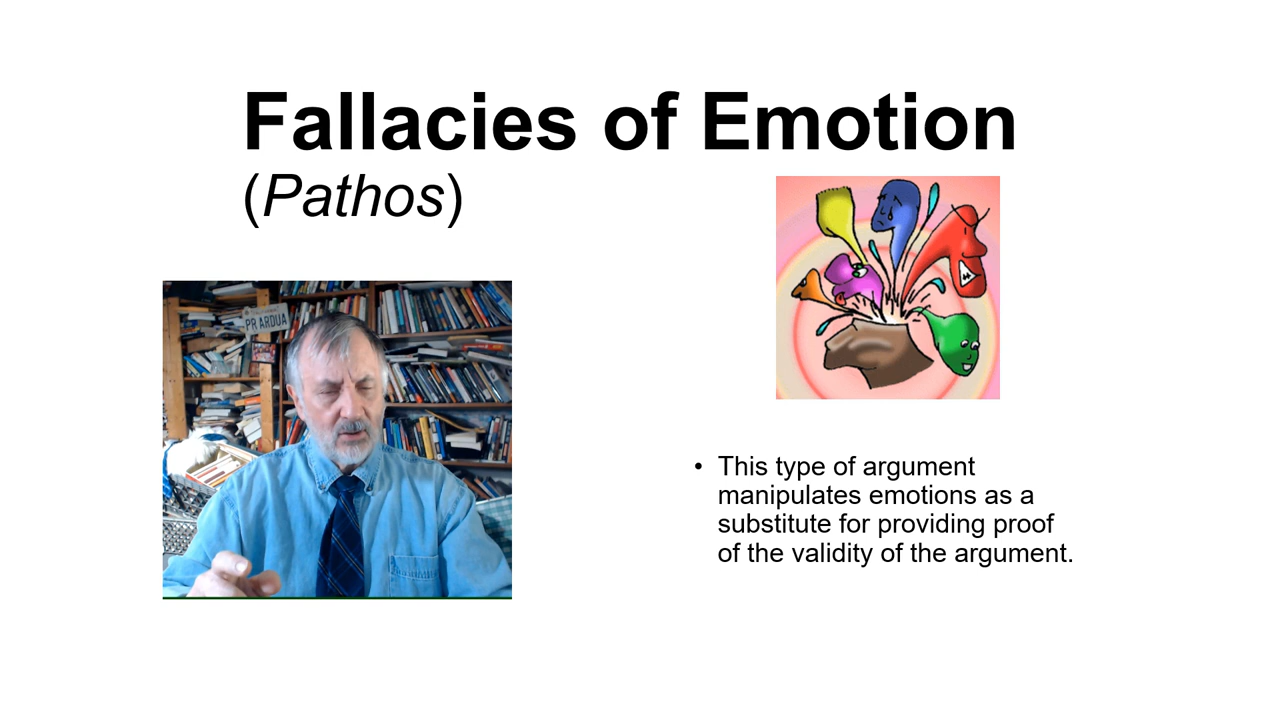 Fallacies of Emotion
(Pathos)
PR ARDUA
• This type of argument
manipulates emotions as a
substitute for providing proof
of the validity of the argument.